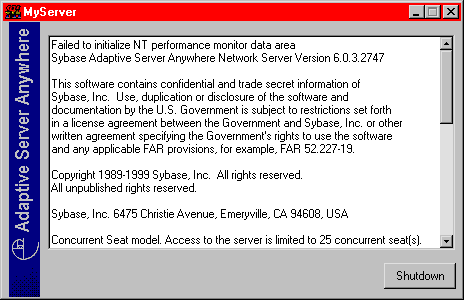 MyServer
Adaptive Server Anywhere
Failed to initialize NT performance monitor data area
Sybase Adaptive Server Anywhere Network Server Version 6.0.3.2747
This software contains confidential and trade secret information of
Sybase, Inc.  Use, duplication or disclosure of the software and
documentation by the U.S. Government is subject to restrictions set forth
in a license agreement between the Government and Sybase, Inc. or other
written agreement specifying the Government's rights to use the software
and any applicable FAR provisions, for example, FAR 52.227-19.
Copyright 1989-1999 Sybase, Inc.  All rights reserved.
All unpublished rights reserved.
Sybase, Inc. 6475 Christie Avenue, Emeryville, CA 94608, USA
Concurrent Seat model. Access to the server is limited to 25 concurrent seat(s).
Shutdown